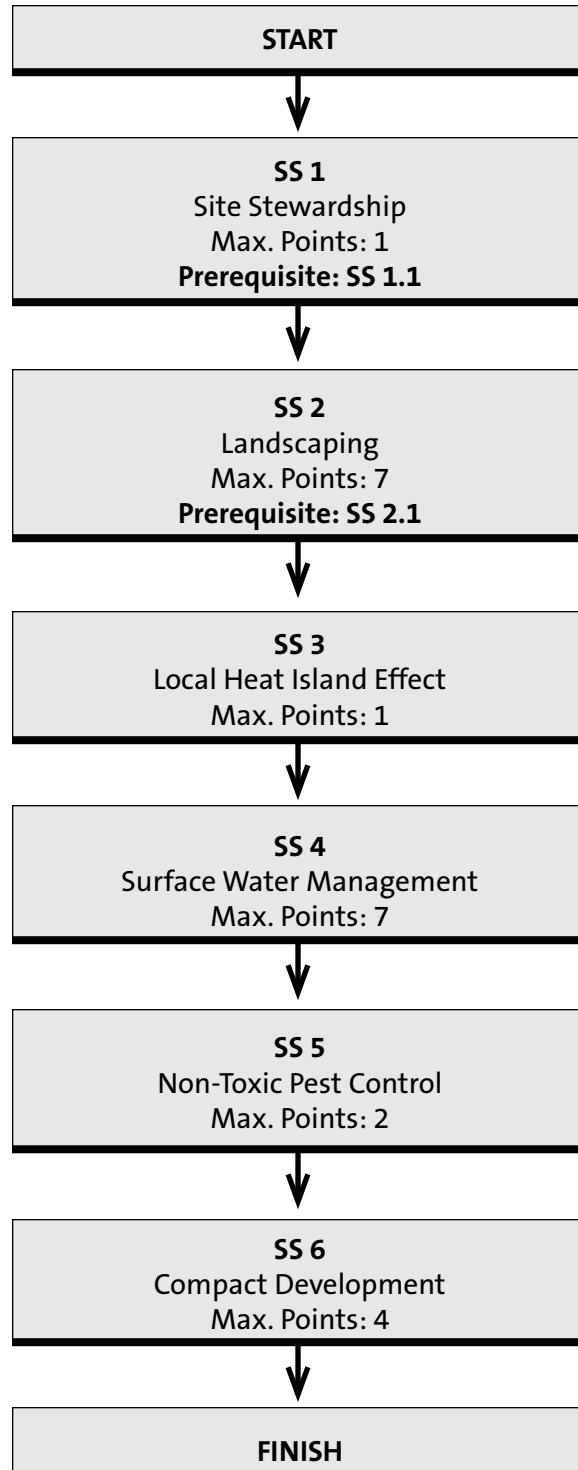 START
SS 1
Site Stewardship
Max. Points: 1
Prerequisite: SS 1.1
SS 2
Landscaping
Max. Points: 7
Prerequisite: SS 2.1
SS 3
Local Heat Island Effect
Max. Points: 1
SS 4
Surface Water Management
Max. Points: 7
SS 5
Non-Toxic Pest Control
Max. Points: 2
SS 6
Compact Development
Max. Points: 4
FINISH